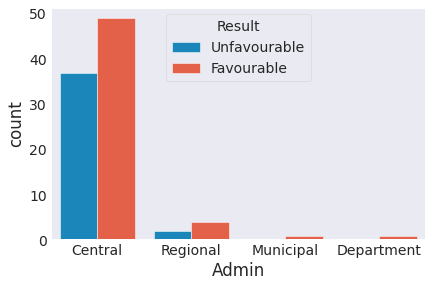 Result
Unfavourable
Favourable
count
50
40
30
20
10
0
Central Regional Municipal Department
Admin